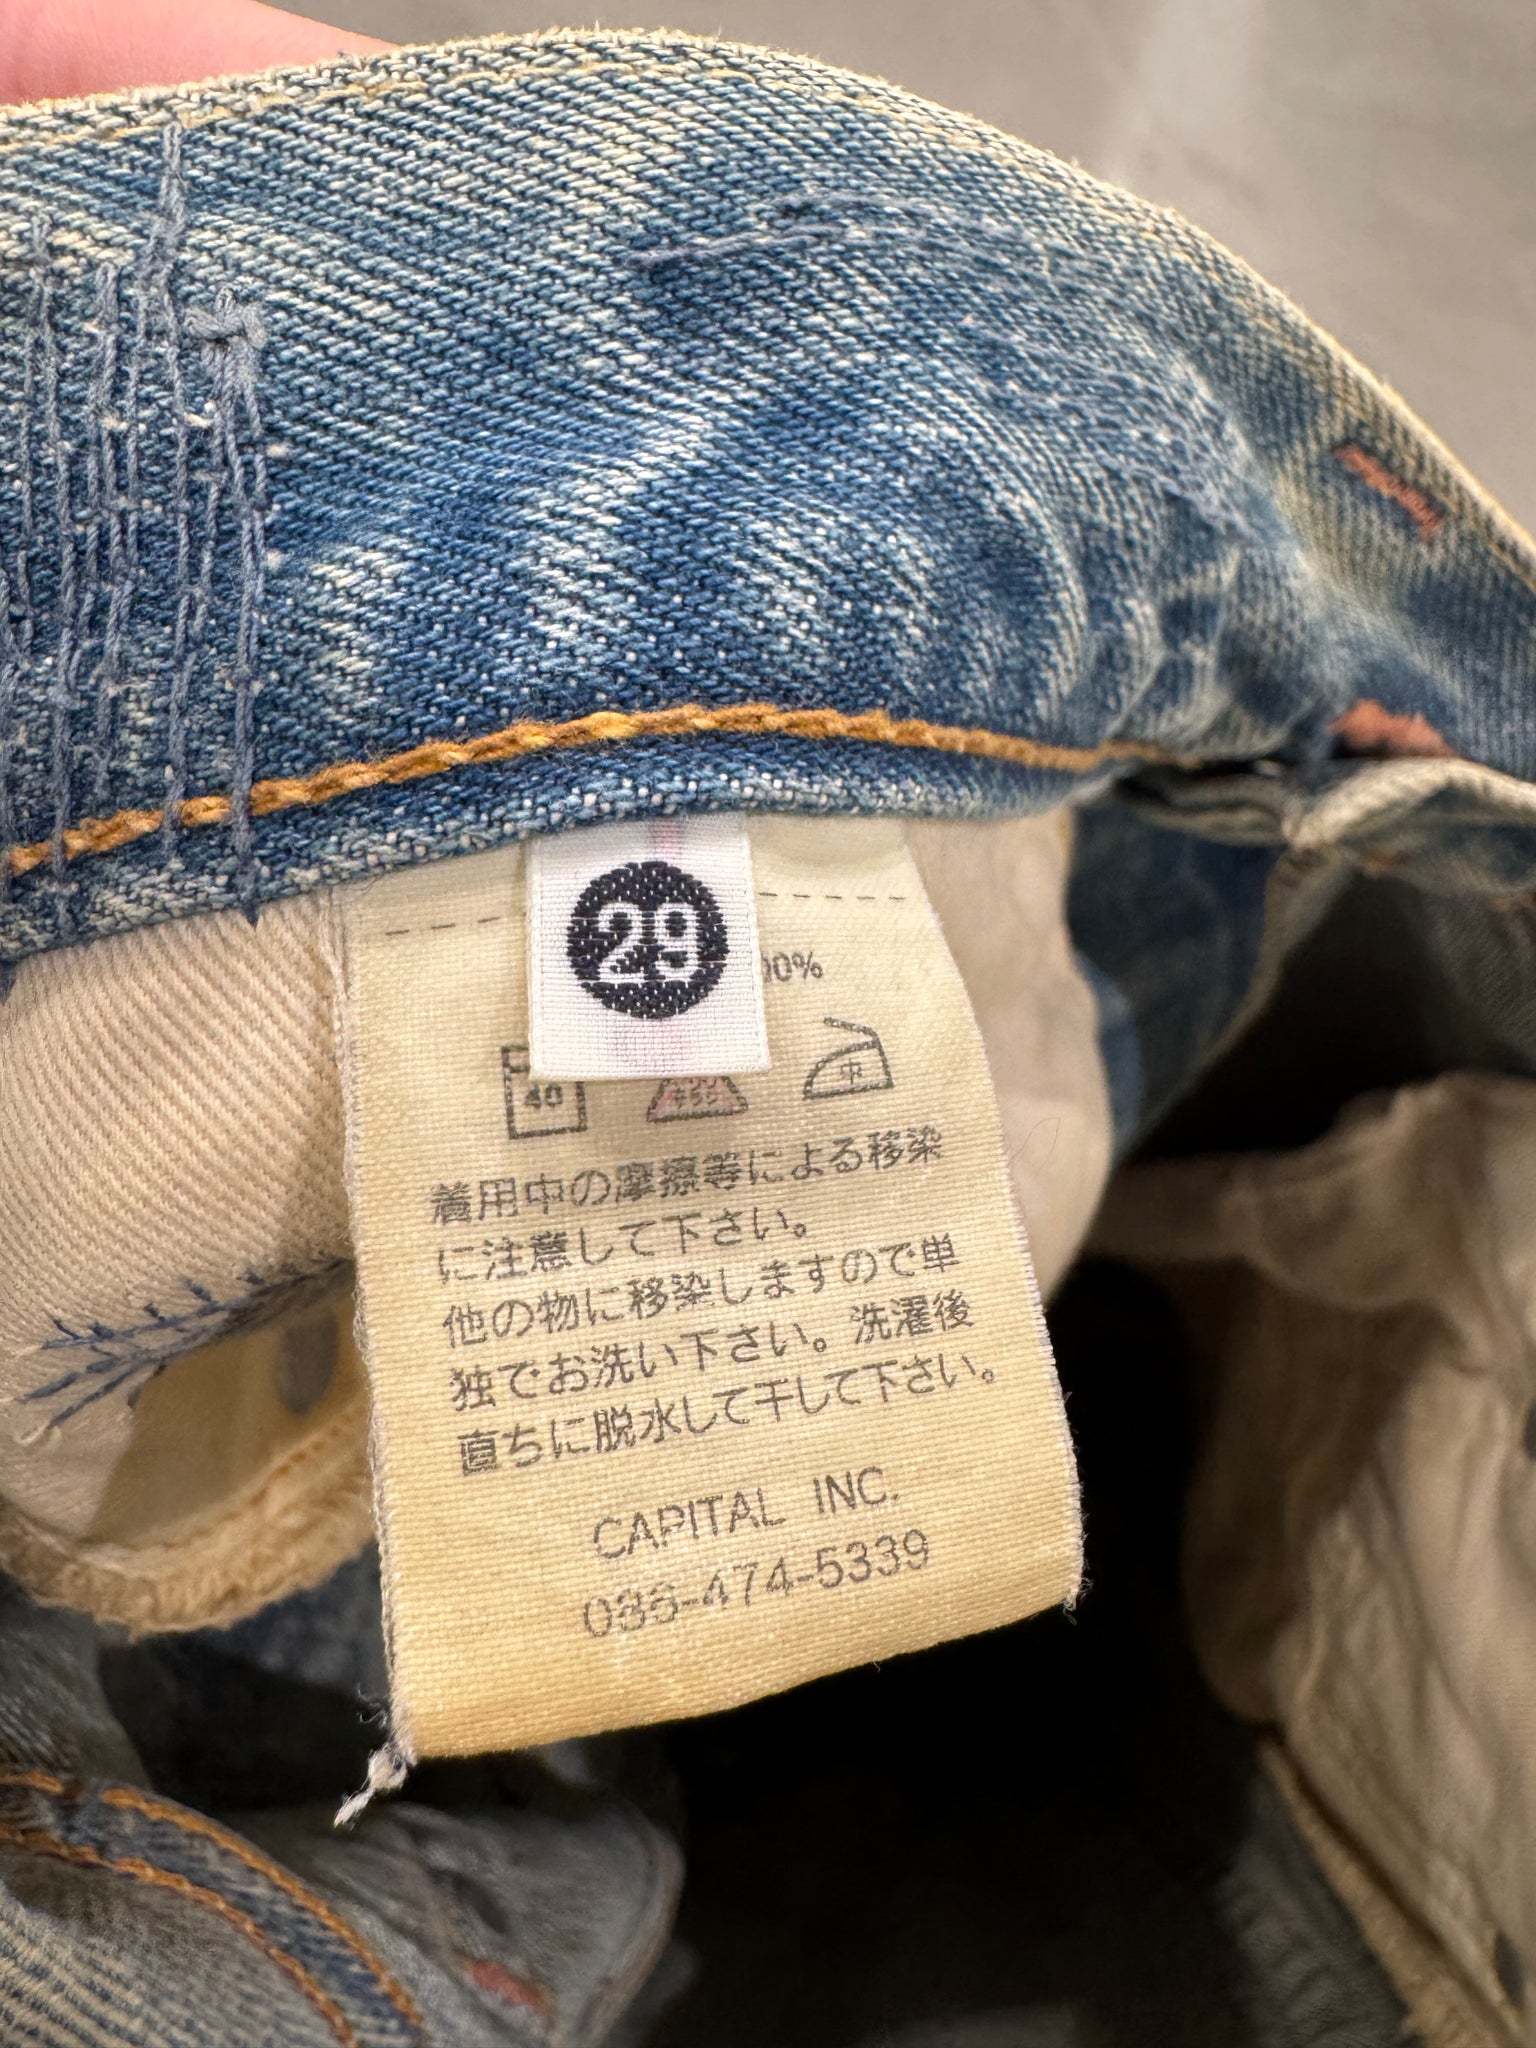 29
00%
40
中
着用中の摩擦等による移染
に注意して下さい。
他の物に移染しますので単
独でお洗い下さい。洗濯後
直ちに脱水して干して下さい。
CAPITAL INC.
086-474-5339